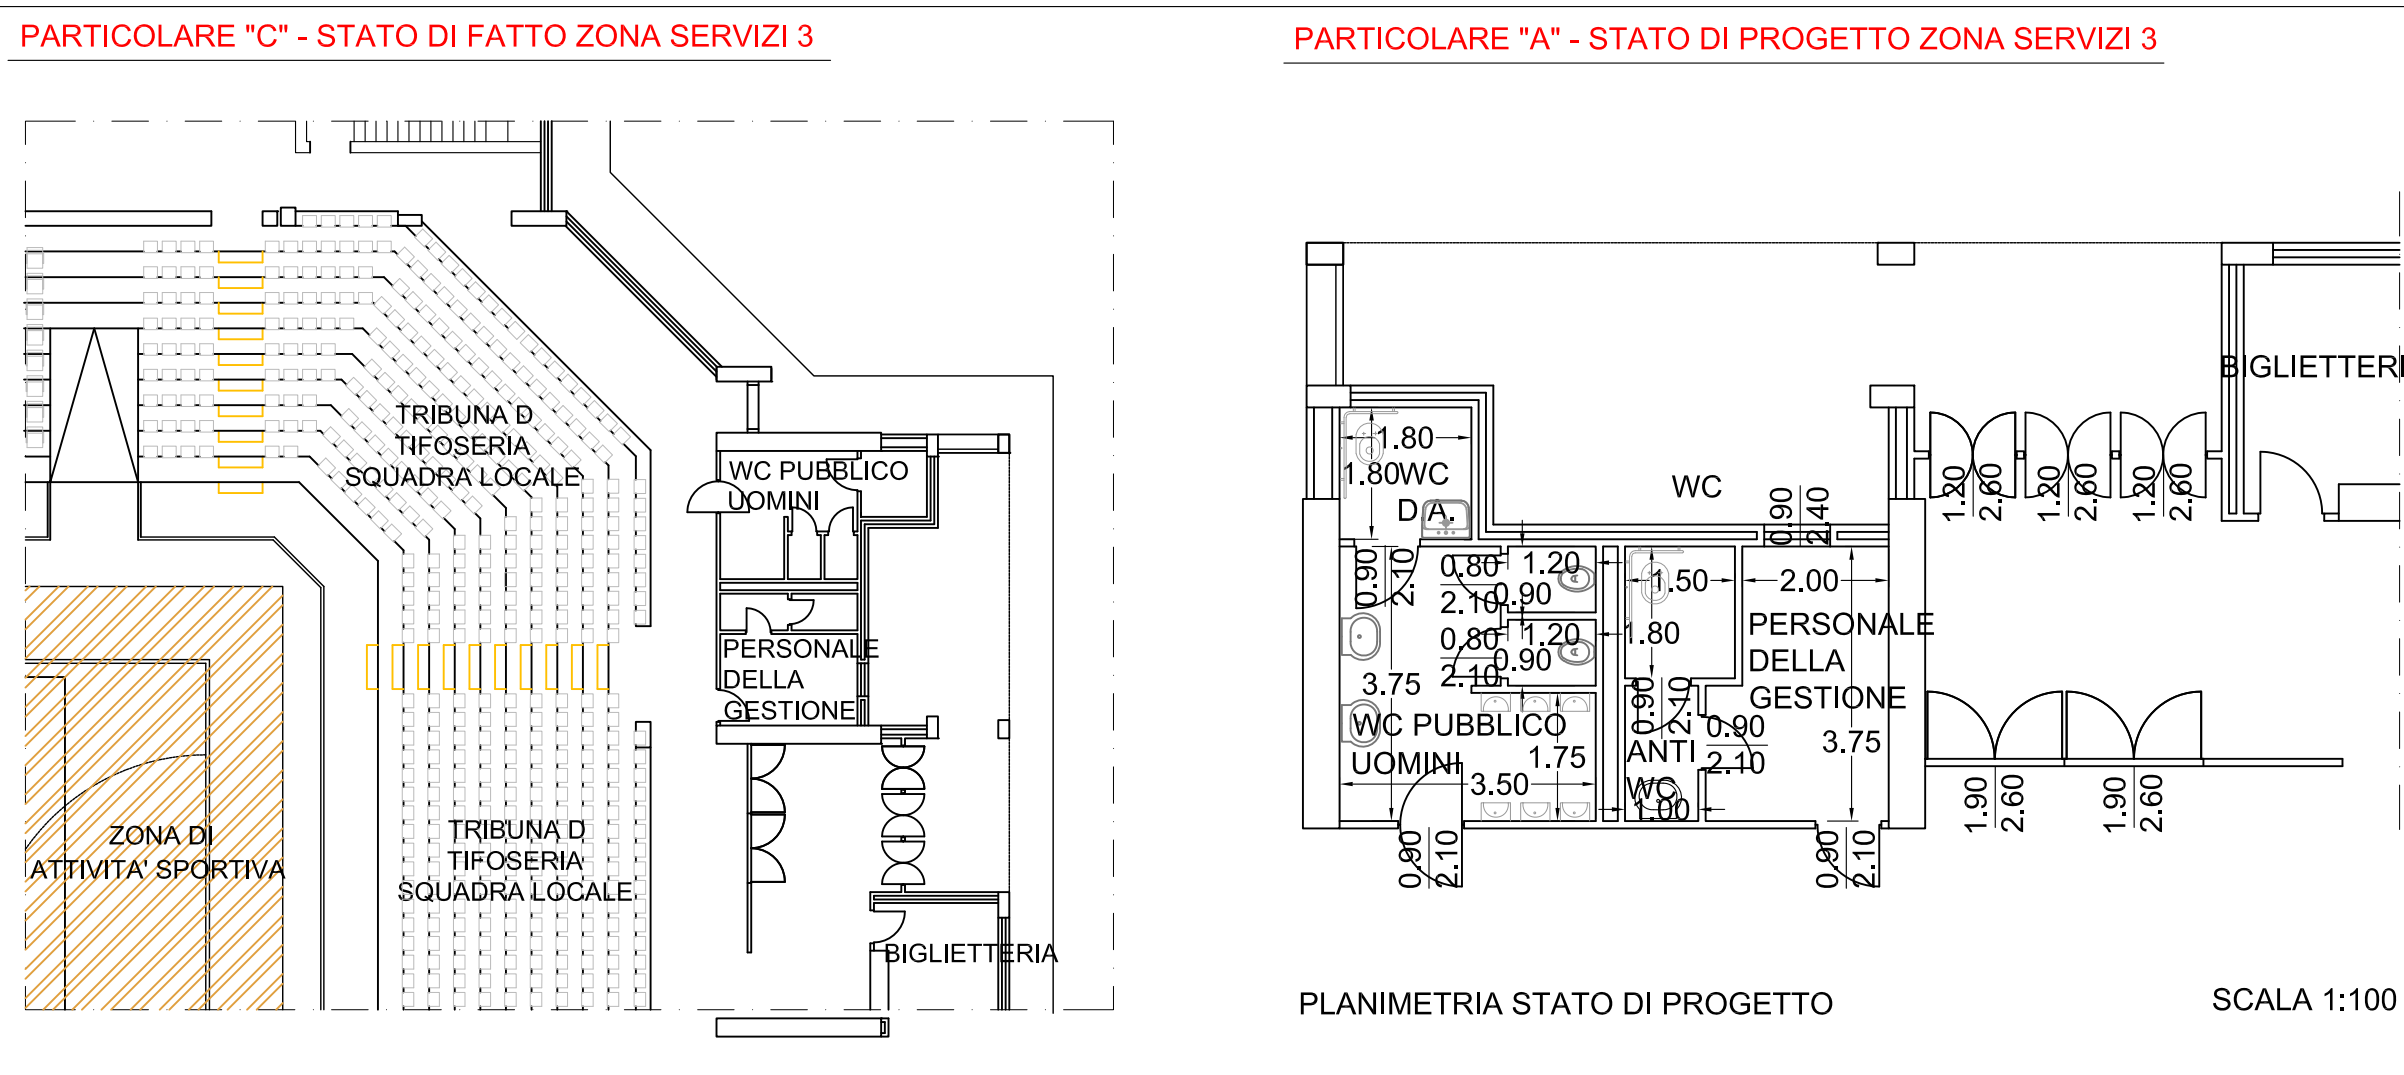 PARTICOLARE "C" - STATO DI FATTO ZONA SERVIZI 3
TRIBUNA D
TIFOSERIA
SQUADRA LOCALE
WC PUBBLICO
UOMINI
PERSONALE
DELLA
GESTIONE
ZONA DI
ATTIVITA' SPORTIVA
TRIBUNA D
TIFOSERIA
SQUADRA LOCALE
BIGLIETTERIA
PARTICOLARE "A" - STATO DI PROGETTO ZONA SERVIZI 3
BIGLIETTERI
1.80
1.80
WC
D.A.
WC
0.90
2.40
1.20
2.60
1.20
2.60
1.20
2.60
0.90
2.10
0.80
2.10
1.20
0.90
0.80
2.10
1.20
0.90
1.50
1.80
2.00
PERSONALE
DELLA
GESTIONE
3.75
3.75
WC PUBBLICO
UOMINI
1.75
3.50
0.90
2.10
ANTI
WC
1.00
0.90
2.10
0.90
2.10
0.90
2.10
1.90
2.60
1.90
2.60
PLANIMETRIA STATO DI PROGETTO
SCALA 1:100